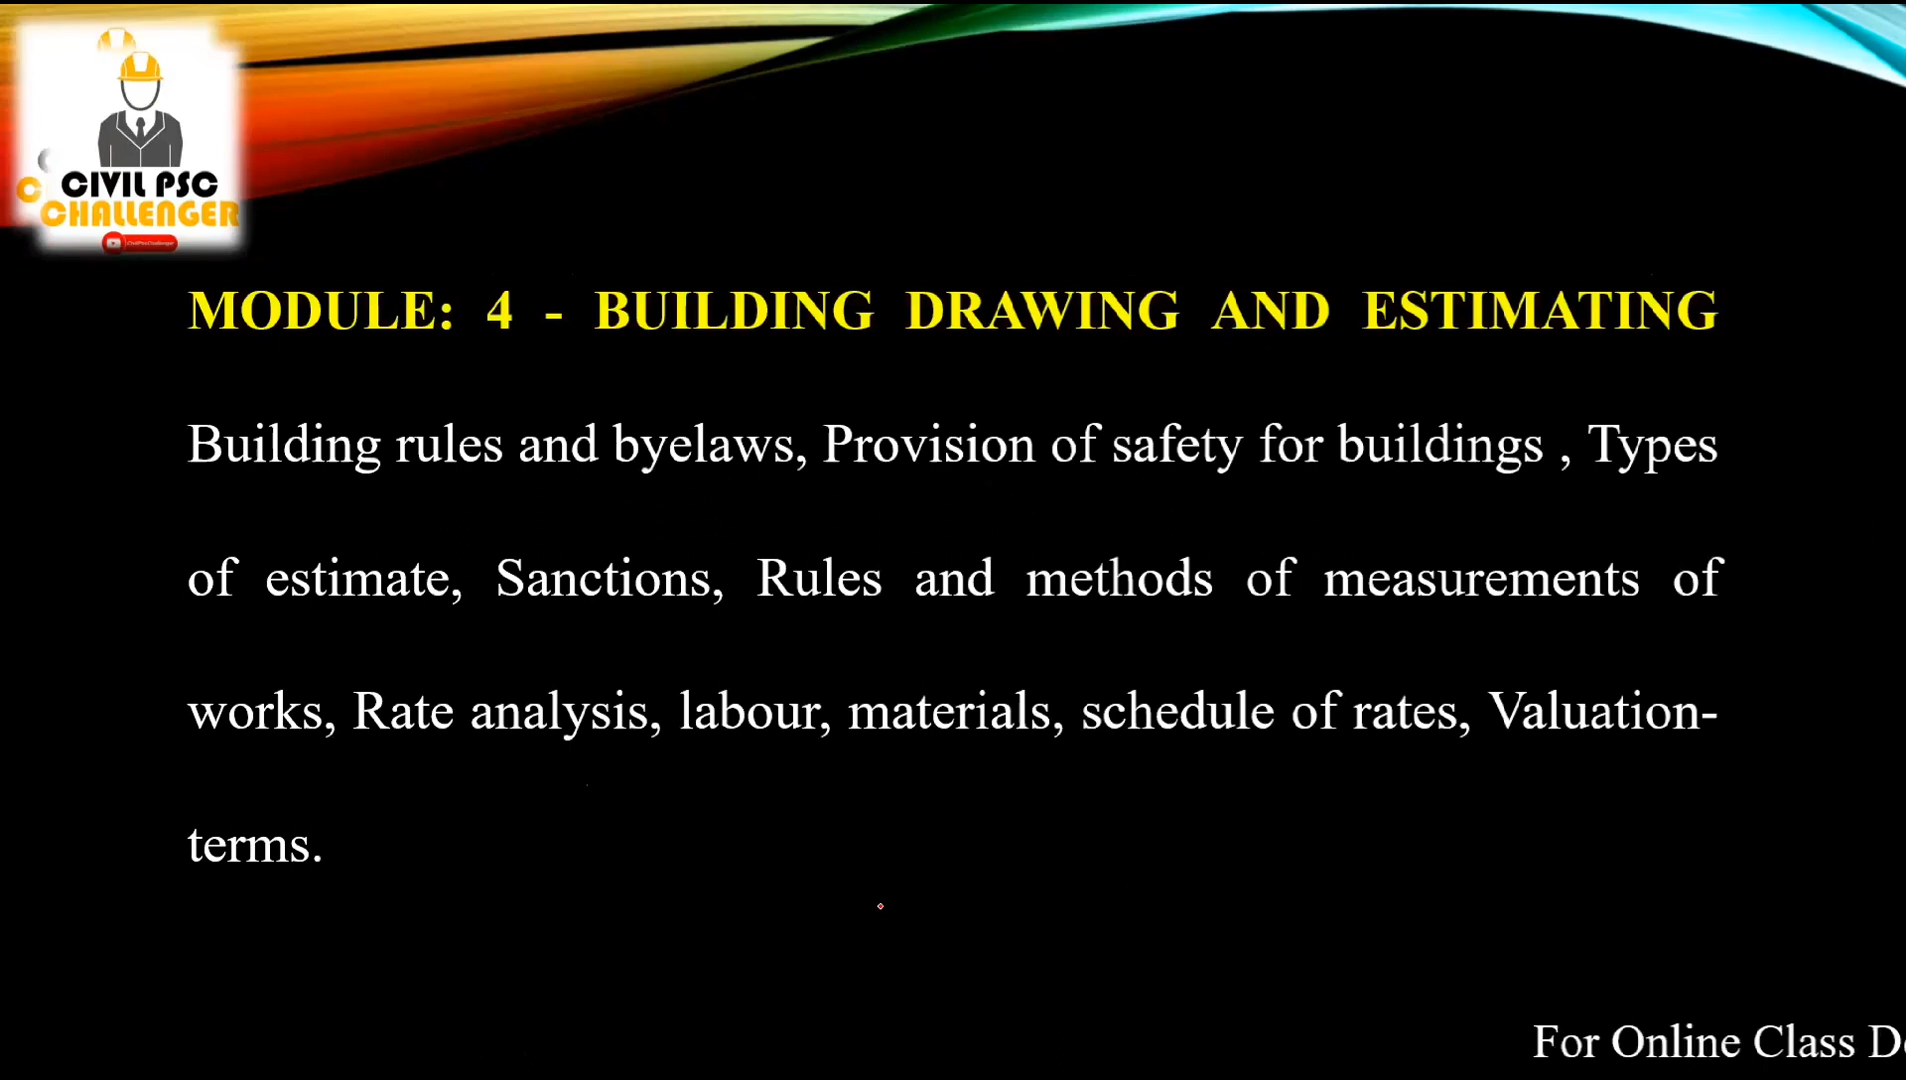 CIVIL PSC
CHALLENGER
CivilPscChallenger
MODULE: 4 - BUILDING DRAWING AND ESTIMATING
Building rules and byelaws, Provision of safety for buildings , Types
of estimate, Sanctions, Rules and methods of measurements of
works, Rate analysis, labour, materials, schedule of rates, Valuation-
terms.
For Online Class